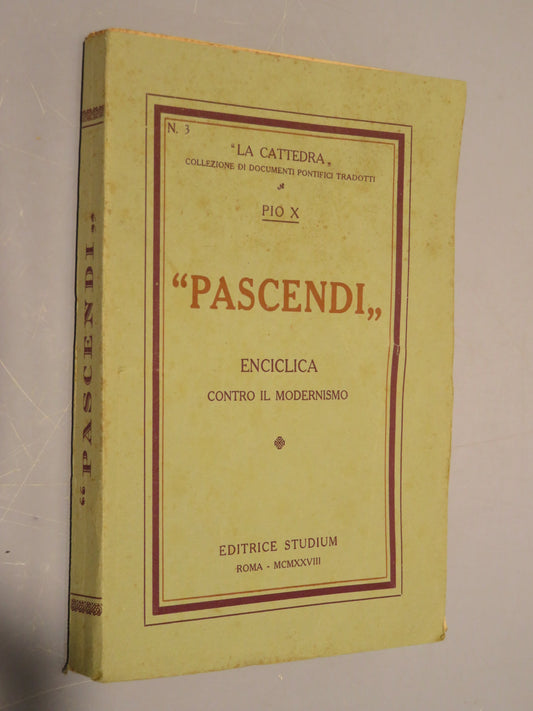 N. 3
"LA CATTEDRA„
COLLEZIONE DI DOCUMENTI PONTIFICI TRADOTTI
PIO X
“PASCENDI„
ENCICLICA
CONTRO IL MODERNISMO
EDITRICE STUDIUM
ROMA - MCMXXVIII
“PASCENDI„